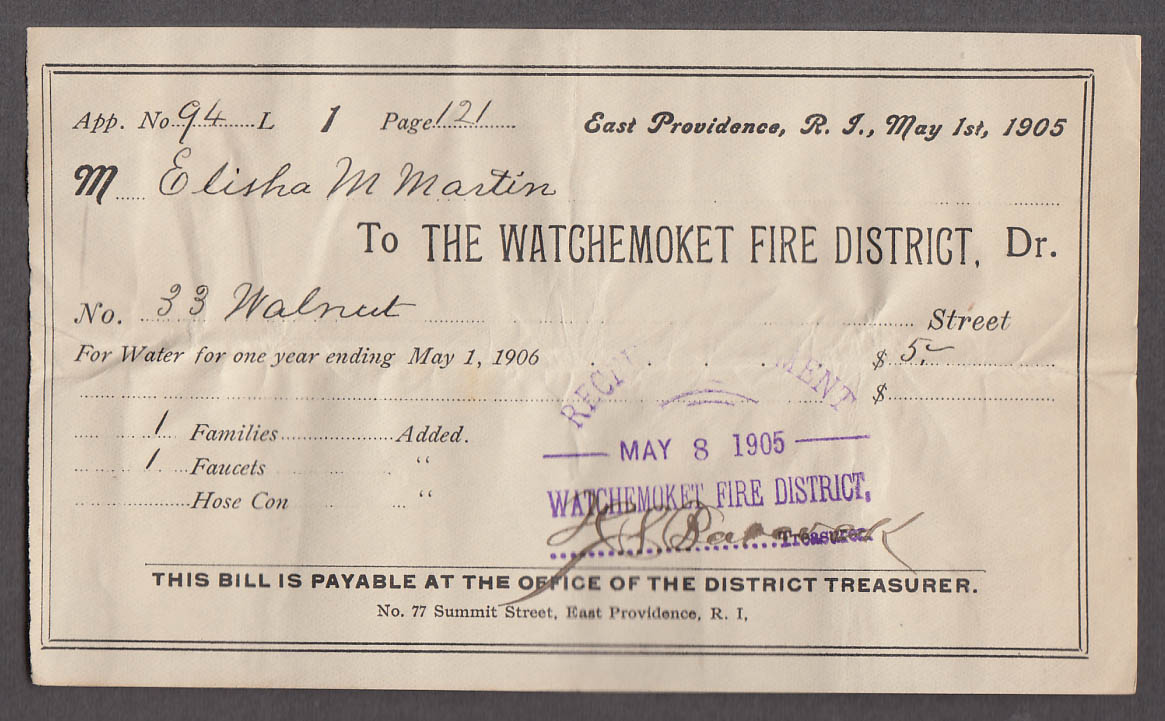 App. No. 94 L 1 Page 121 East Providence, R. I., May 1st, 1905
M Elisha M Martin
To THE WATCHEMOKET FIRE DISTRICT, Dr.
No. 33 Walnut Street
For Water for one year ending May 1, 1906 $ 5.–
$
1 Families Added.
1 Faucets "
Hose Con "
MAY 8 1905
WATCHEMOKET FIRE DISTRICT,
Treasurer.
THIS BILL IS PAYABLE AT THE OFFICE OF THE DISTRICT TREASURER.
No. 77 Summit Street, East Providence, R. I,